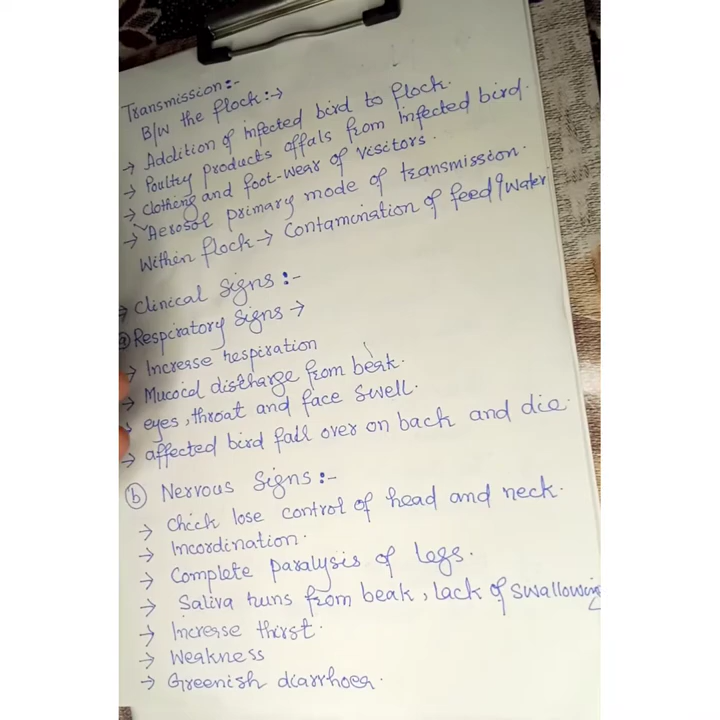 Transmission:-
B/w the flock:→
→ Addition of infected bird to flock.
→ Poultry products offals from infected bird.
→ Clothing and foot-wear of visitors.
→ Aerosol primary mode of transmission.
Within flock → Contamination of feed & water
→ Clinical Signs:-
(a) Respiratory Signs →
→ Increase respiration
→ Mucoid discharge from beak.
→ eyes, throat and face swell.
→ affected bird fall over on back and die.
(b) Nervous Signs:-
→ Chick lose control of head and neck.
→ Incordination.
→ Complete paralysis of legs.
→ Saliva runs from beak, lack of swallowing
→ Increase thirst.
→ Weakness
→ Greenish diarrhoea.